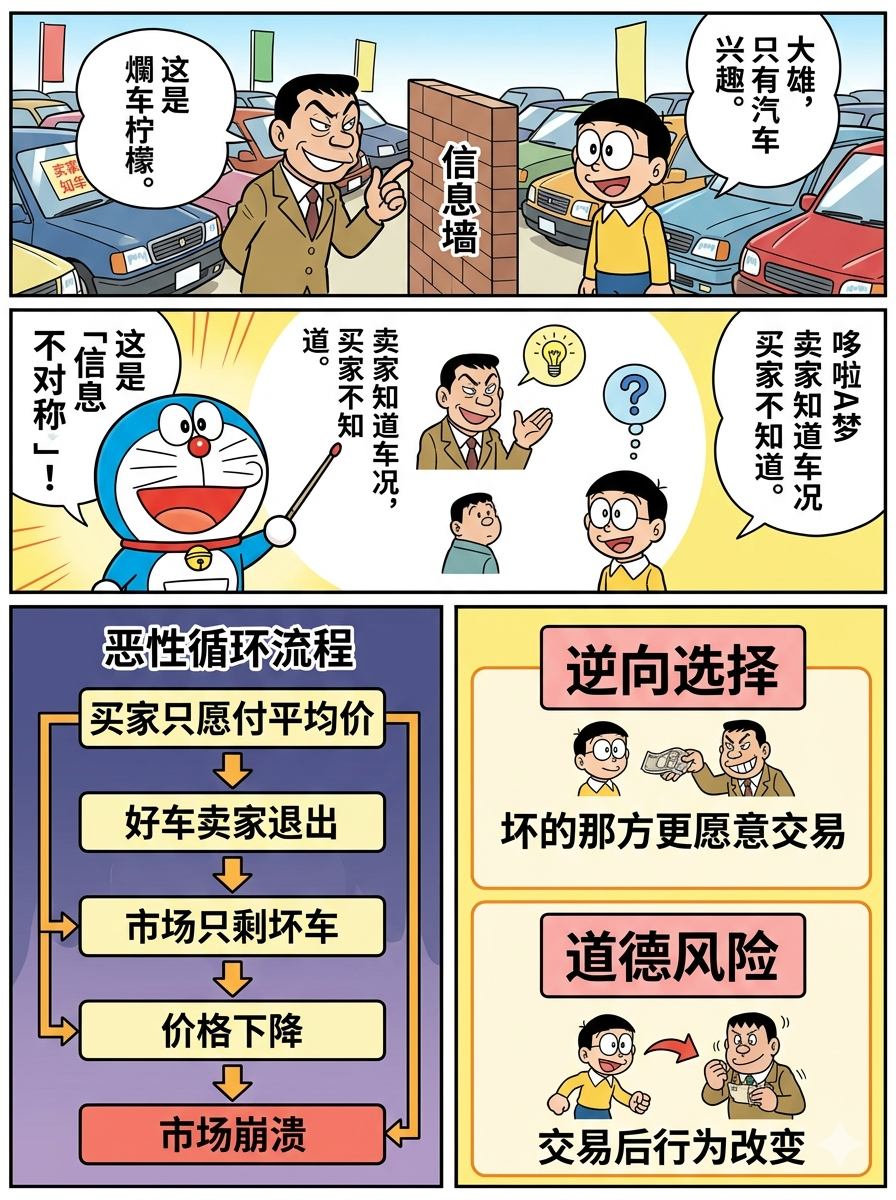 这是
爛车柠檬。
信息墙
大雄，
只有汽车
兴趣。
这是
「信息
不对称」！
卖家知道车况，
买家不知
道。
哆啦A梦
卖家知道车况
买家不知道。
恶性循环流程
买家只愿付平均价
好车卖家退出
市场只剩坏车
价格下降
市场崩溃
逆向选择
坏的那方更愿意交易
道德风险
交易后行为改变